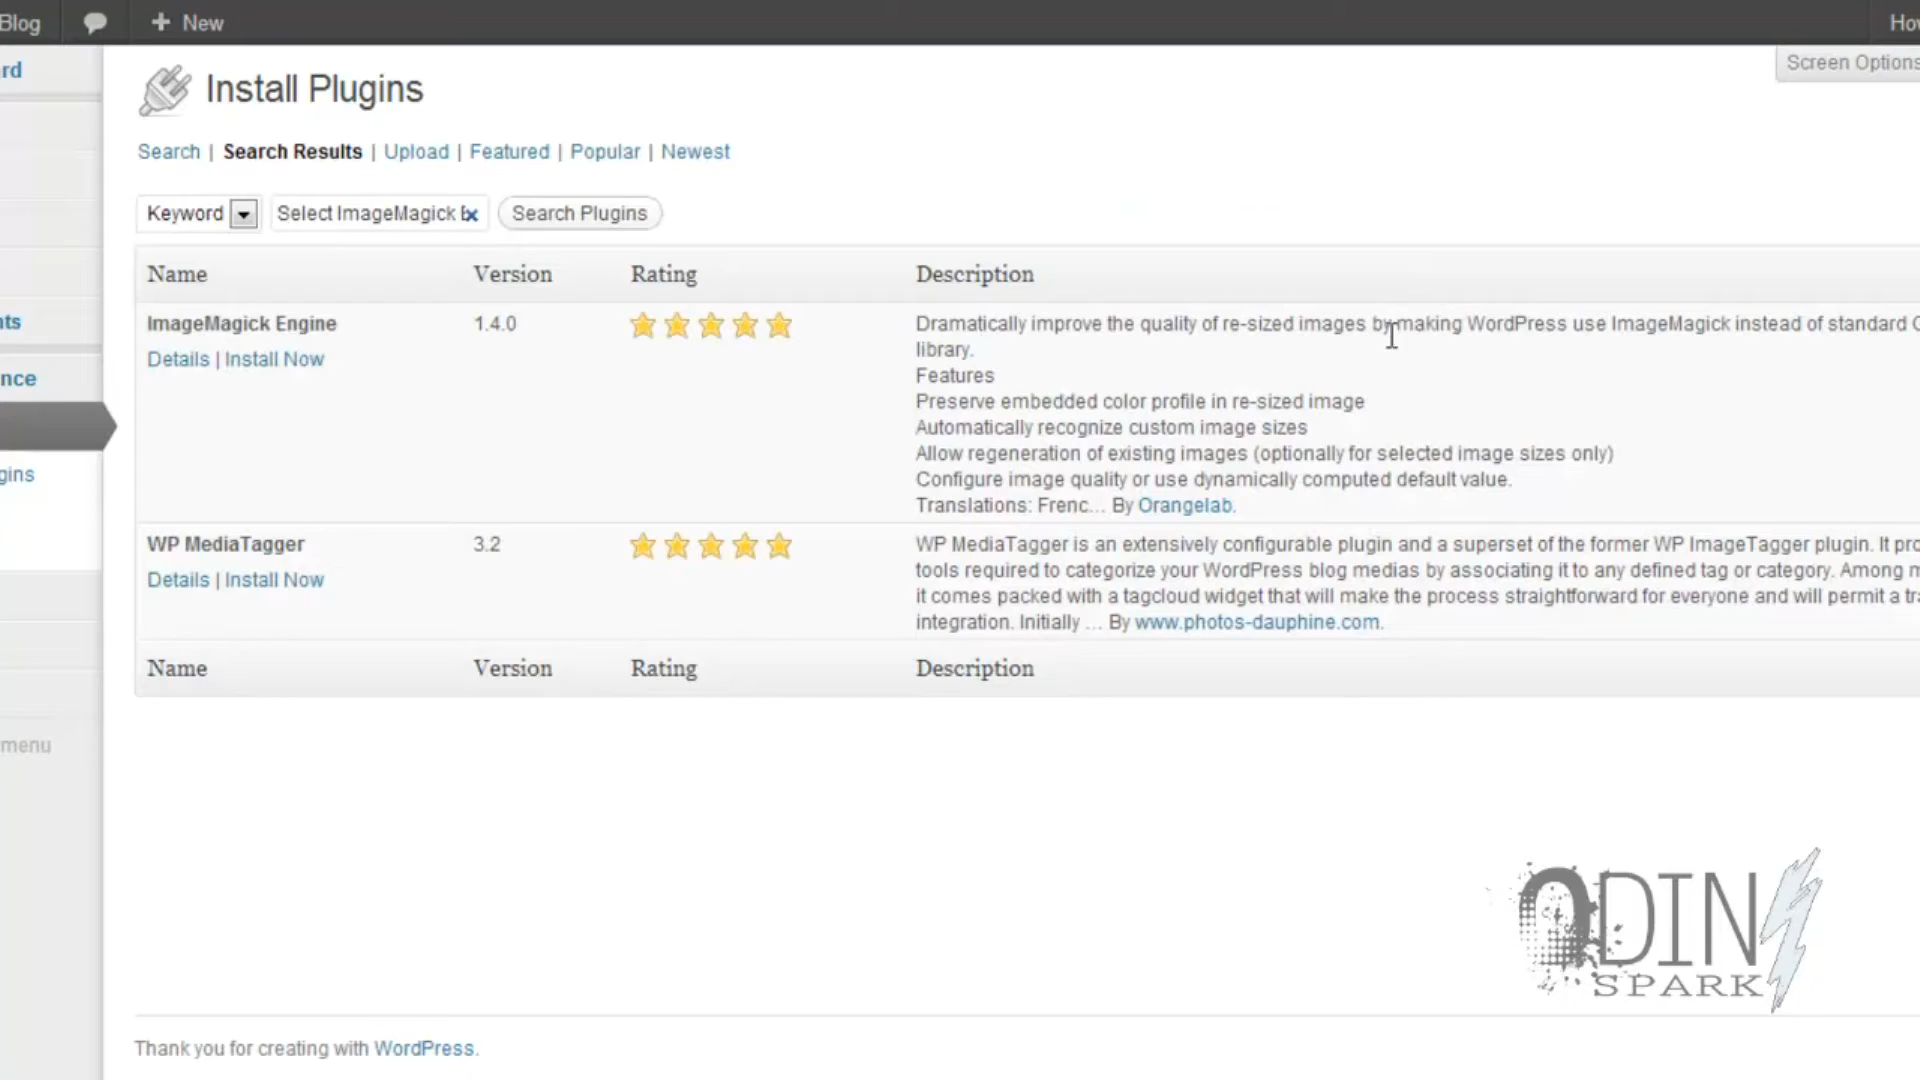 Blog
+ New
How
rd
Install Plugins
Screen Options
Search | Search Results | Upload | Featured | Popular | Newest
Keyword
Select ImageMagick
Search Plugins
Name Version Rating Description
ImageMagick Engine 1.4.0
Details | Install Now
Dramatically improve the quality of re-sized images by making WordPress use ImageMagick instead of standard
library.
Features
Preserve embedded color profile in re-sized image
Automatically recognize custom image sizes
Allow regeneration of existing images (optionally for selected image sizes only)
Configure image quality or use dynamically computed default value.
Translations: Frenc... By Orangelab.
nts
nce
gins
WP MediaTagger 3.2
Details | Install Now
WP MediaTagger is an extensively configurable plugin and a superset of the former WP ImageTagger plugin. It pro
tools required to categorize your WordPress blog medias by associating it to any defined tag or category. Among m
it comes packed with a tagcloud widget that will make the process straightforward for everyone and will permit a tra
integration. Initially ... By www.photos-dauphine.com.
Name Version Rating Description
menu
ODIN
SPARK
Thank you for creating with WordPress.